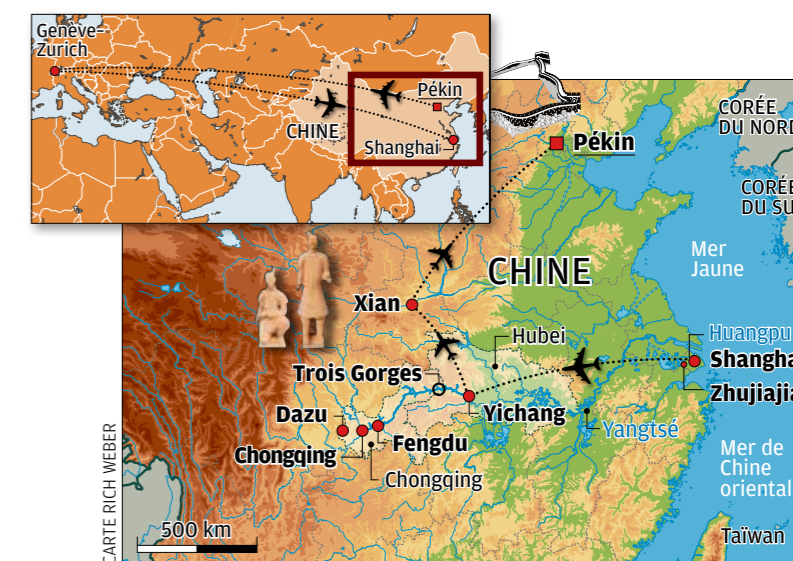 Genève-
Zurich
Pékin
CHINE
Shanghai
CORÉE
DU NORD
Pékin
CORÉE
DU SU
CHINE
Mer
Jaune
Xian
Hubei
Huangpu
Shangha
Trois Gorges
Zhujiajia
Dazu
Yichang
Yangtsé
Chongqing
Fengdu
Chongqing
Mer de
Chine
oriental
500 km
Taïwan
CARTE RICH WEBER